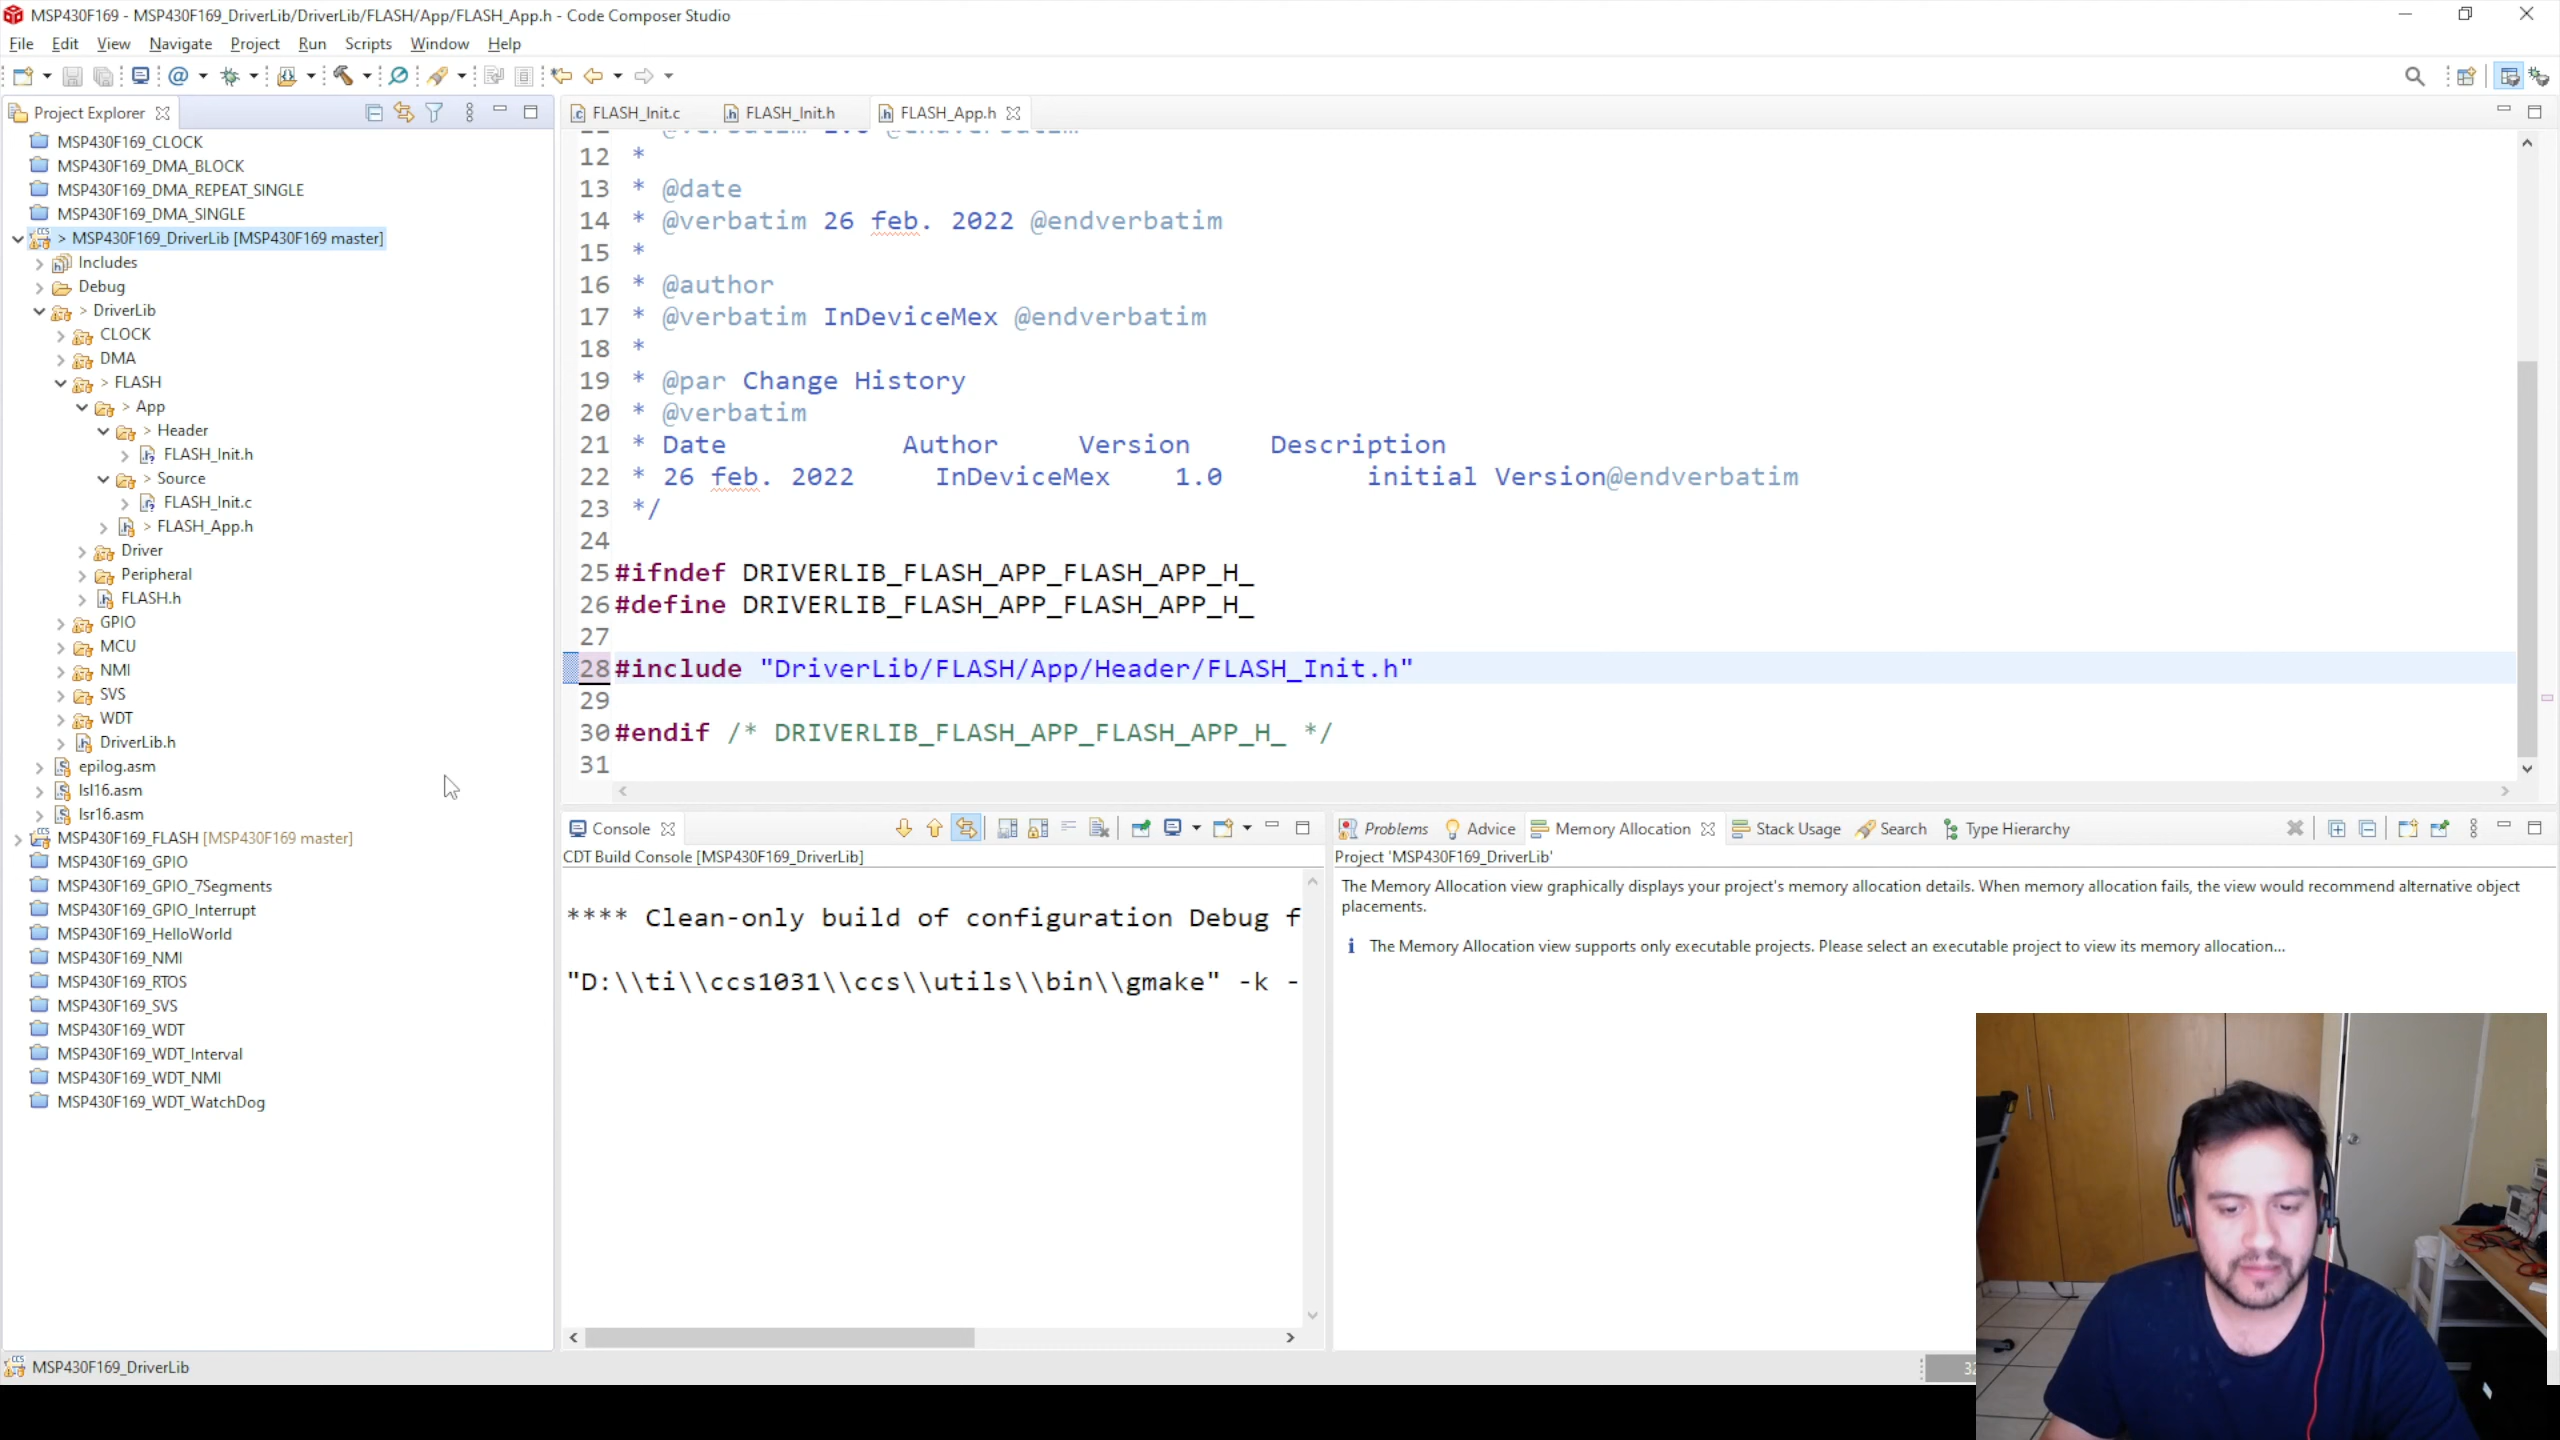 MSP430F169 - MSP430F169_DriverLib/DriverLib/FLASH/App/FLASH_App.h - Code Composer Studio
File Edit View Navigate Project Run Scripts Window Help
Project Explorer
MSP430F169_CLOCK
MSP430F169_DMA_BLOCK
MSP430F169_DMA_REPEAT_SINGLE
MSP430F169_DMA_SINGLE
> MSP430F169_DriverLib [MSP430F169 master]
Includes
Debug
> DriverLib
CLOCK
DMA
> FLASH
> App
> Header
FLASH_Init.h
> Source
FLASH_Init.c
> FLASH_App.h
Driver
Peripheral
FLASH.h
GPIO
MCU
NMI
SVS
WDT
DriverLib.h
epilog.asm
lsl16.asm
lsr16.asm
MSP430F169_FLASH [MSP430F169 master]
MSP430F169_GPIO
MSP430F169_GPIO_7Segments
MSP430F169_GPIO_Interrupt
MSP430F169_HelloWorld
MSP430F169_NMI
MSP430F169_RTOS
MSP430F169_SVS
MSP430F169_WDT
MSP430F169_WDT_Interval
MSP430F169_WDT_NMI
MSP430F169_WDT_WatchDog
FLASH_Init.c FLASH_Init.h FLASH_App.h
12 *
13 * @date
14 * @verbatim 26 feb. 2022 @endverbatim
15 *
16 * @author
17 * @verbatim InDeviceMex @endverbatim
18 *
19 * @par Change History
20 * @verbatim
21 * Date Author Version Description
22 * 26 feb. 2022 InDeviceMex 1.0 initial Version@endverbatim
23 */
24
25 #ifndef DRIVERLIB_FLASH_APP_FLASH_APP_H_
26 #define DRIVERLIB_FLASH_APP_FLASH_APP_H_
27
28 #include "DriverLib/FLASH/App/Header/FLASH_Init.h"
29
30 #endif /* DRIVERLIB_FLASH_APP_FLASH_APP_H_ */
31
Console
CDT Build Console [MSP430F169_DriverLib]
**** Clean-only build of configuration Debug f
"D:\\ti\\ccs1031\\ccs\\utils\\bin\\gmake" -k -
Problems Advice Memory Allocation Stack Usage Search Type Hierarchy
Project 'MSP430F169_DriverLib'
The Memory Allocation view graphically displays your project's memory allocation details. When memory allocation fails, the view would recommend alternative object
placements.
The Memory Allocation view supports only executable projects. Please select an executable project to view its memory allocation...
MSP430F169_DriverLib